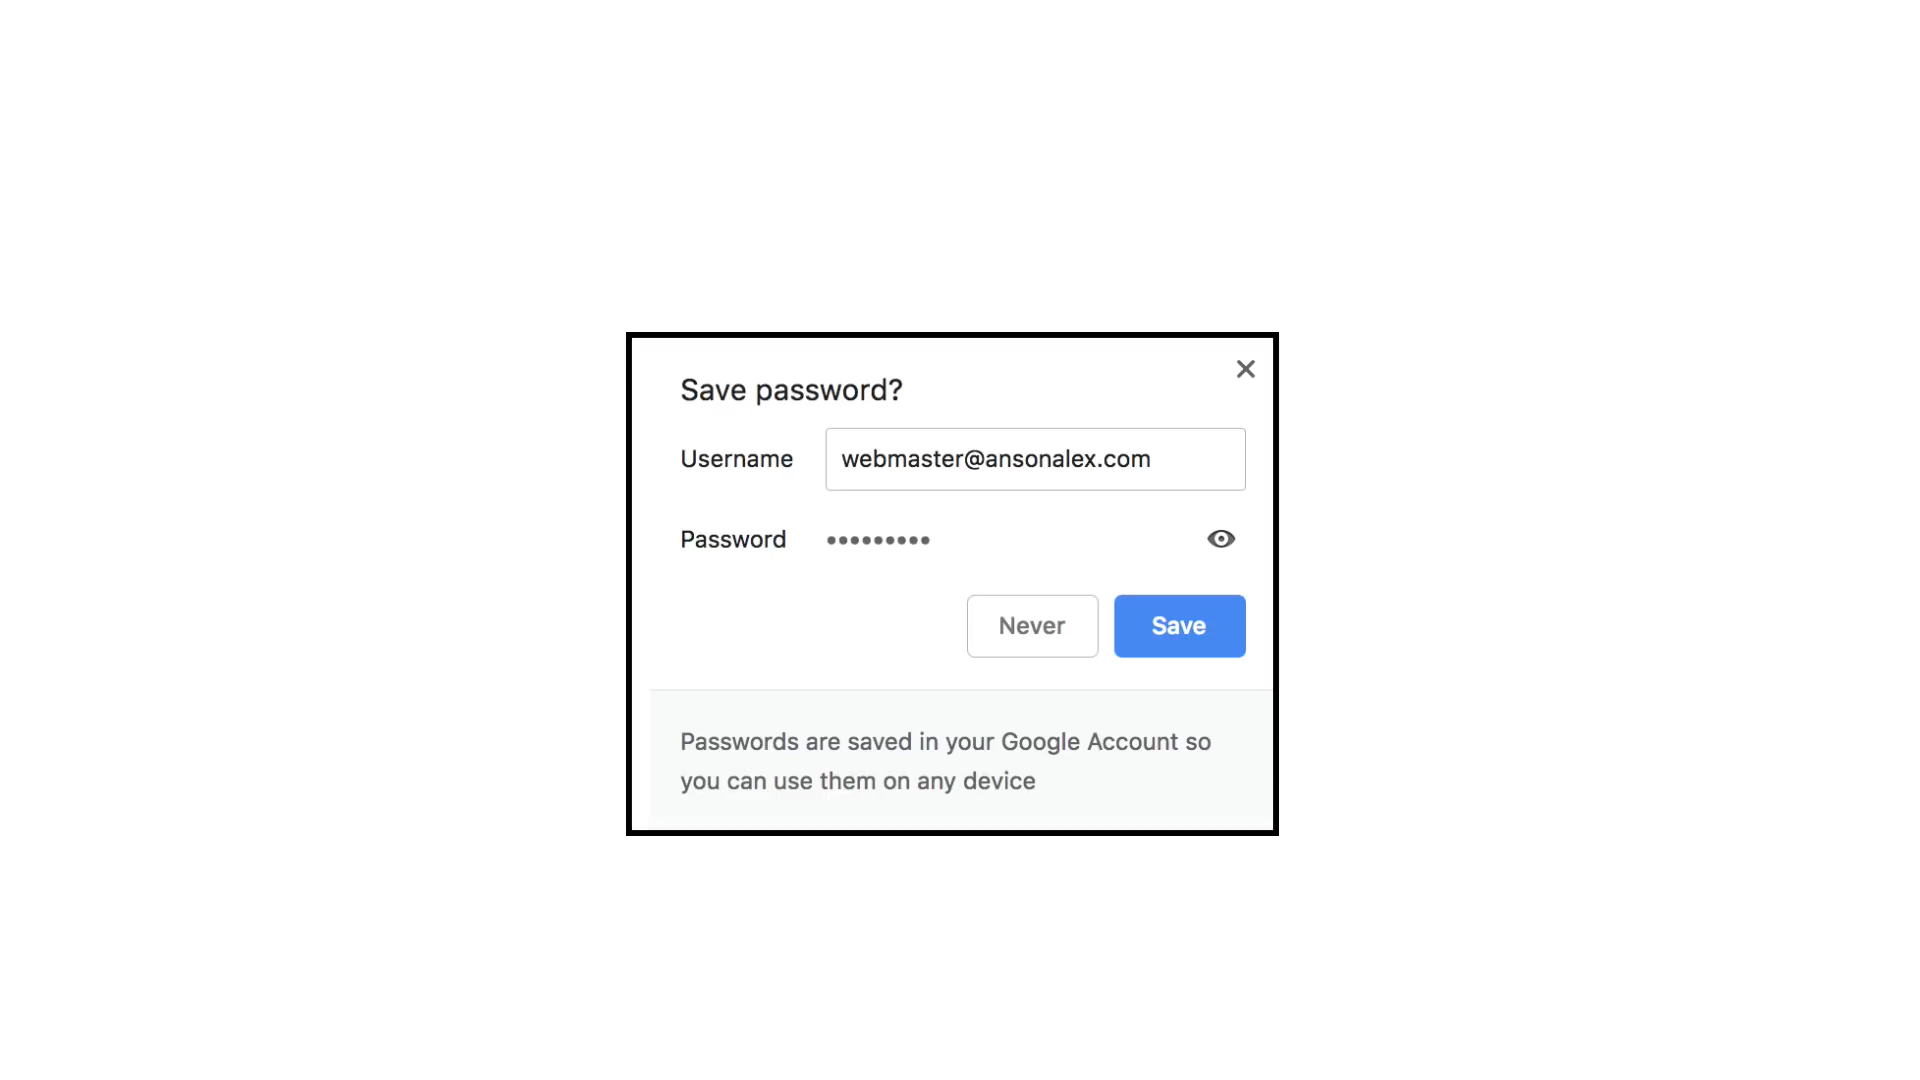 Save password?
Username webmaster@ansonalex.com
Password •••••••••
Never Save
Passwords are saved in your Google Account so
you can use them on any device